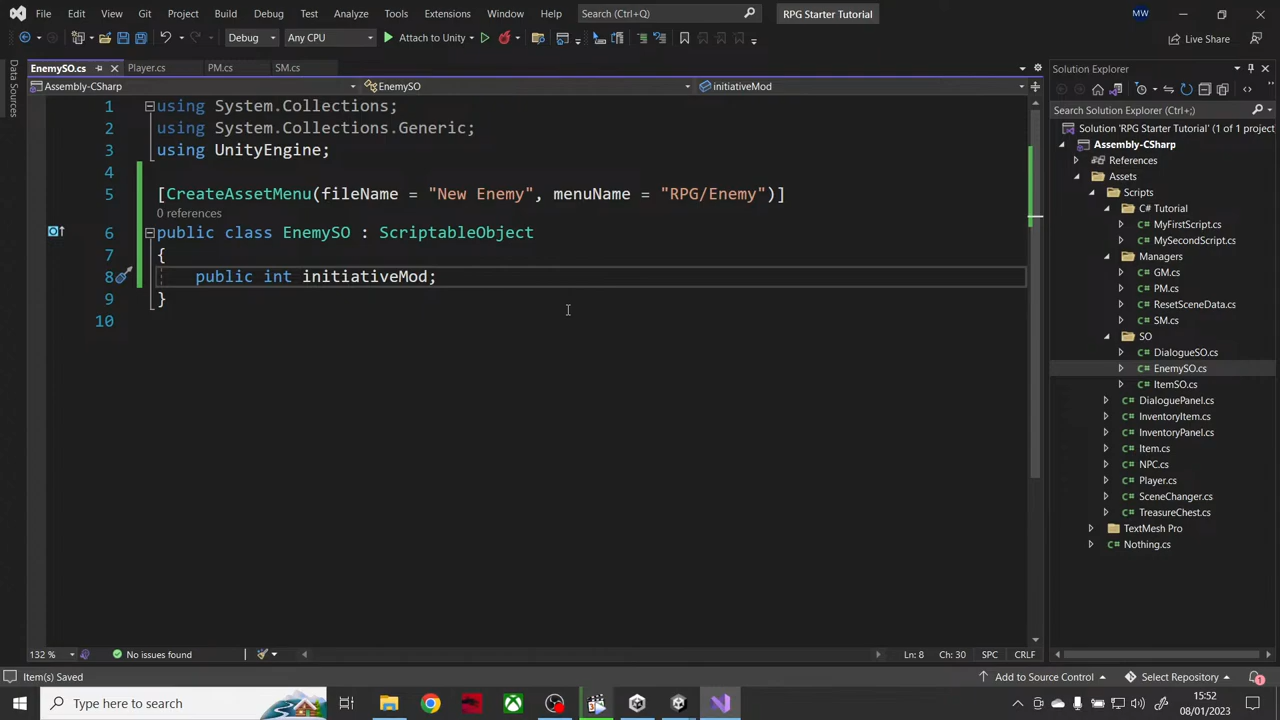 File Edit View Git Project Build Debug Test Analyze Tools Extensions Window Help Search (Ctrl+Q) RPG Starter Tutorial MW
Debug Any CPU Attach to Unity Live Share
EnemySO.cs Player.cs PM.cs SM.cs
Assembly-CSharp EnemySO initiativeMod
Data Sources
1 using System.Collections;
2 using System.Collections.Generic;
3 using UnityEngine;
4
5 [CreateAssetMenu(fileName = "New Enemy", menuName = "RPG/Enemy")]
0 references
6 public class EnemySO : ScriptableObject
7 {
8 public int initiativeMod;
9 }
10
132 % No issues found Ln: 8 Ch: 30 SPC CRLF
Solution Explorer
Search Solution Explorer (Ctrl+;)
Solution 'RPG Starter Tutorial' (1 of 1 project
Assembly-CSharp
References
Assets
Scripts
C# Tutorial
C# MyFirstScript.cs
C# MySecondScript.cs
Managers
C# GM.cs
C# PM.cs
C# ResetSceneData.cs
C# SM.cs
SO
C# DialogueSO.cs
C# EnemySO.cs
C# ItemSO.cs
C# DialoguePanel.cs
C# InventoryItem.cs
C# InventoryPanel.cs
C# Item.cs
C# NPC.cs
C# Player.cs
C# SceneChanger.cs
C# TreasureChest.cs
TextMesh Pro
C# Nothing.cs
Item(s) Saved Add to Source Control Select Repository 1
Type here to search 15:52
08/01/2023